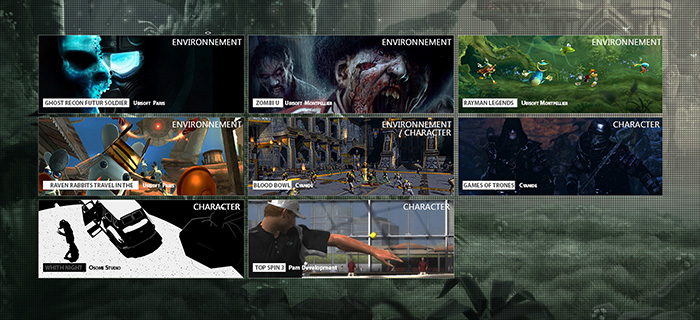 ENVIRONNEMENT
GHOST RECON FUTUR SOLDIER Ubisoft Paris
ENVIRONNEMENT
ZOMBI U Ubisoft Montpellier
ENVIRONNEMENT
RAYMAN LEGENDS Ubisoft Montpellier
ENVIRONNEMENT
RAVEN RABBITS TRAVEL IN THE Ubisoft Paris
ENVIRONNEMENT
CHARACTER
BLOOD BOWL Cyanide
CHARACTER
GAMES OF TRONES Cyanide
CHARACTER
WHITH NIGHT Osome Studio
CHARACTER
TOP SPIN 3 Pam Development